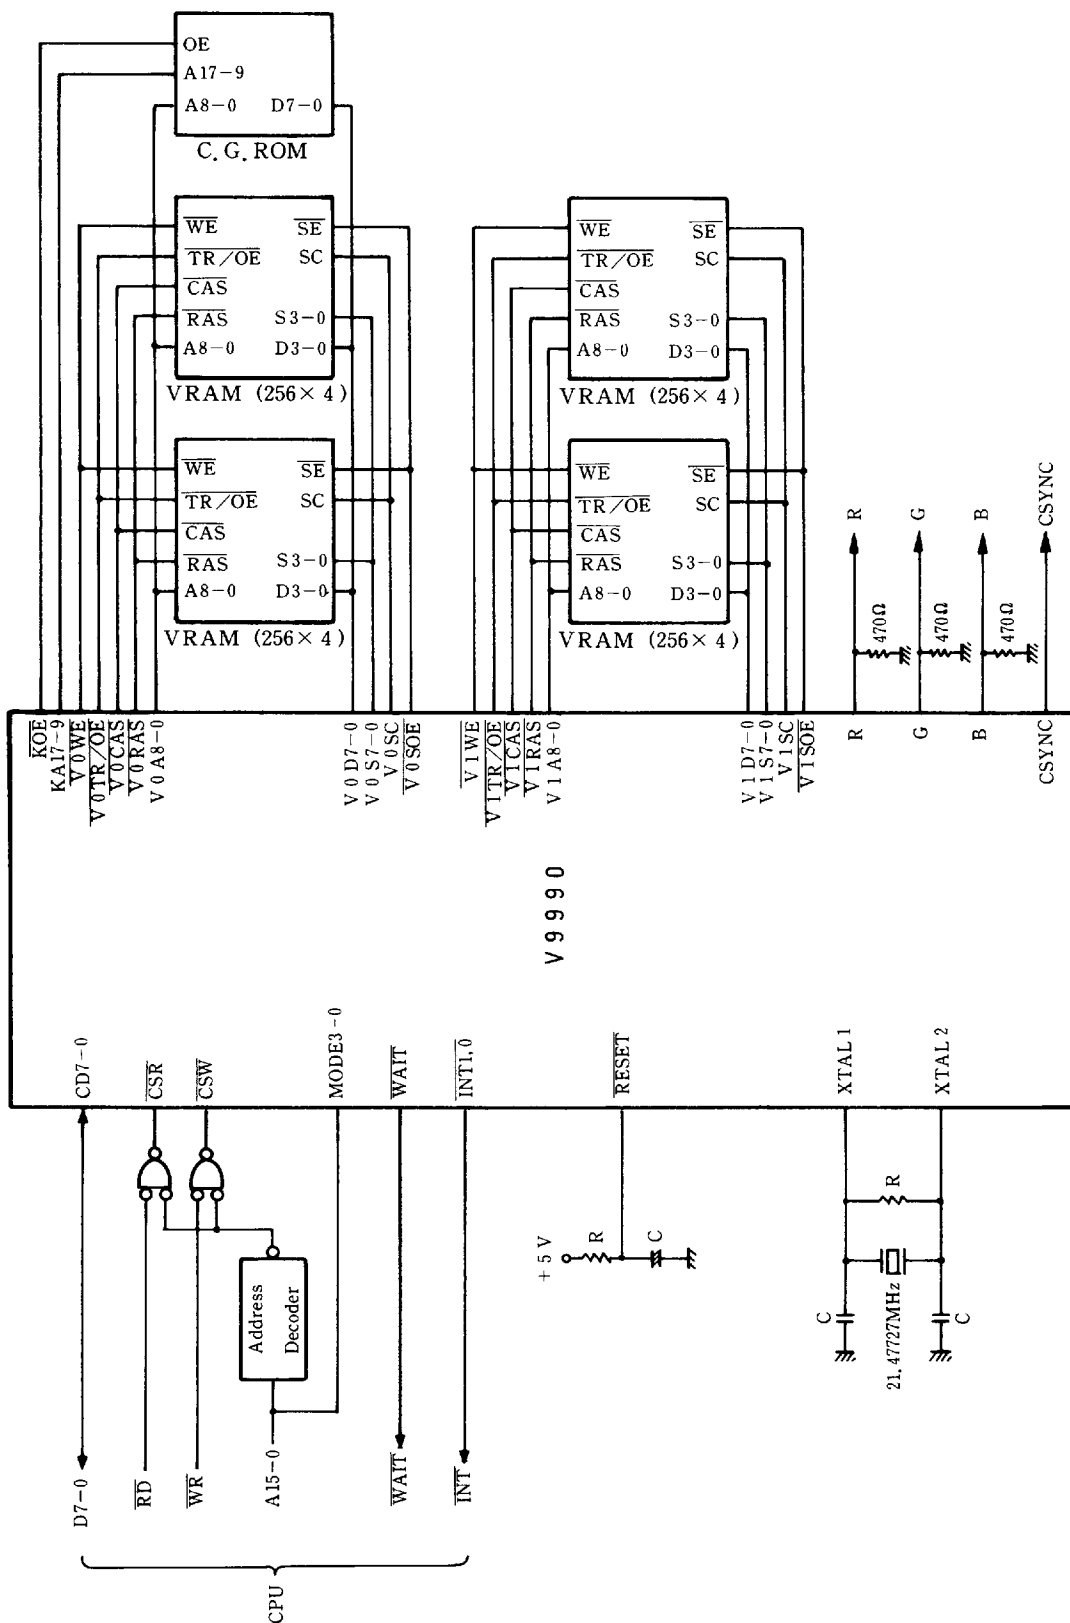 OE
A17-9
A8-0 D7-0
C.G.ROM
WE SE
TR/OE SC
CAS
RAS S3-0
A8-0 D3-0
VRAM (256×4)
WE SE
TR/OE SC
CAS
RAS S3-0
A8-0 D3-0
VRAM (256×4)
WE SE
TR/OE SC
CAS
RAS S3-0
A8-0 D3-0
VRAM (256×4)
WE SE
TR/OE SC
CAS
RAS S3-0
A8-0 D3-0
VRAM (256×4)
R
G
B
CSYNC
470Ω
470Ω
470Ω
KOE
KA17-9
V0WE
V0TR/OE
V0CAS
V0RAS
V0A8-0
V0D7-0
V0S7-0
V0SC
V0SOE
V1WE
V1TR/OE
V1CAS
V1RAS
V1A8-0
V1D7-0
V1S7-0
V1SC
V1SOE
R
G
B
CSYNC
V9990
CD7-0
CSR
CSW
MODE3-0
WAIT
INT1,0
RESET
XTAL1
XTAL2
Address
Decoder
+5V
R
C
R
C
C
21.47727MHz
D7-0
RD
WR
A15-0
WAIT
INT
CPU